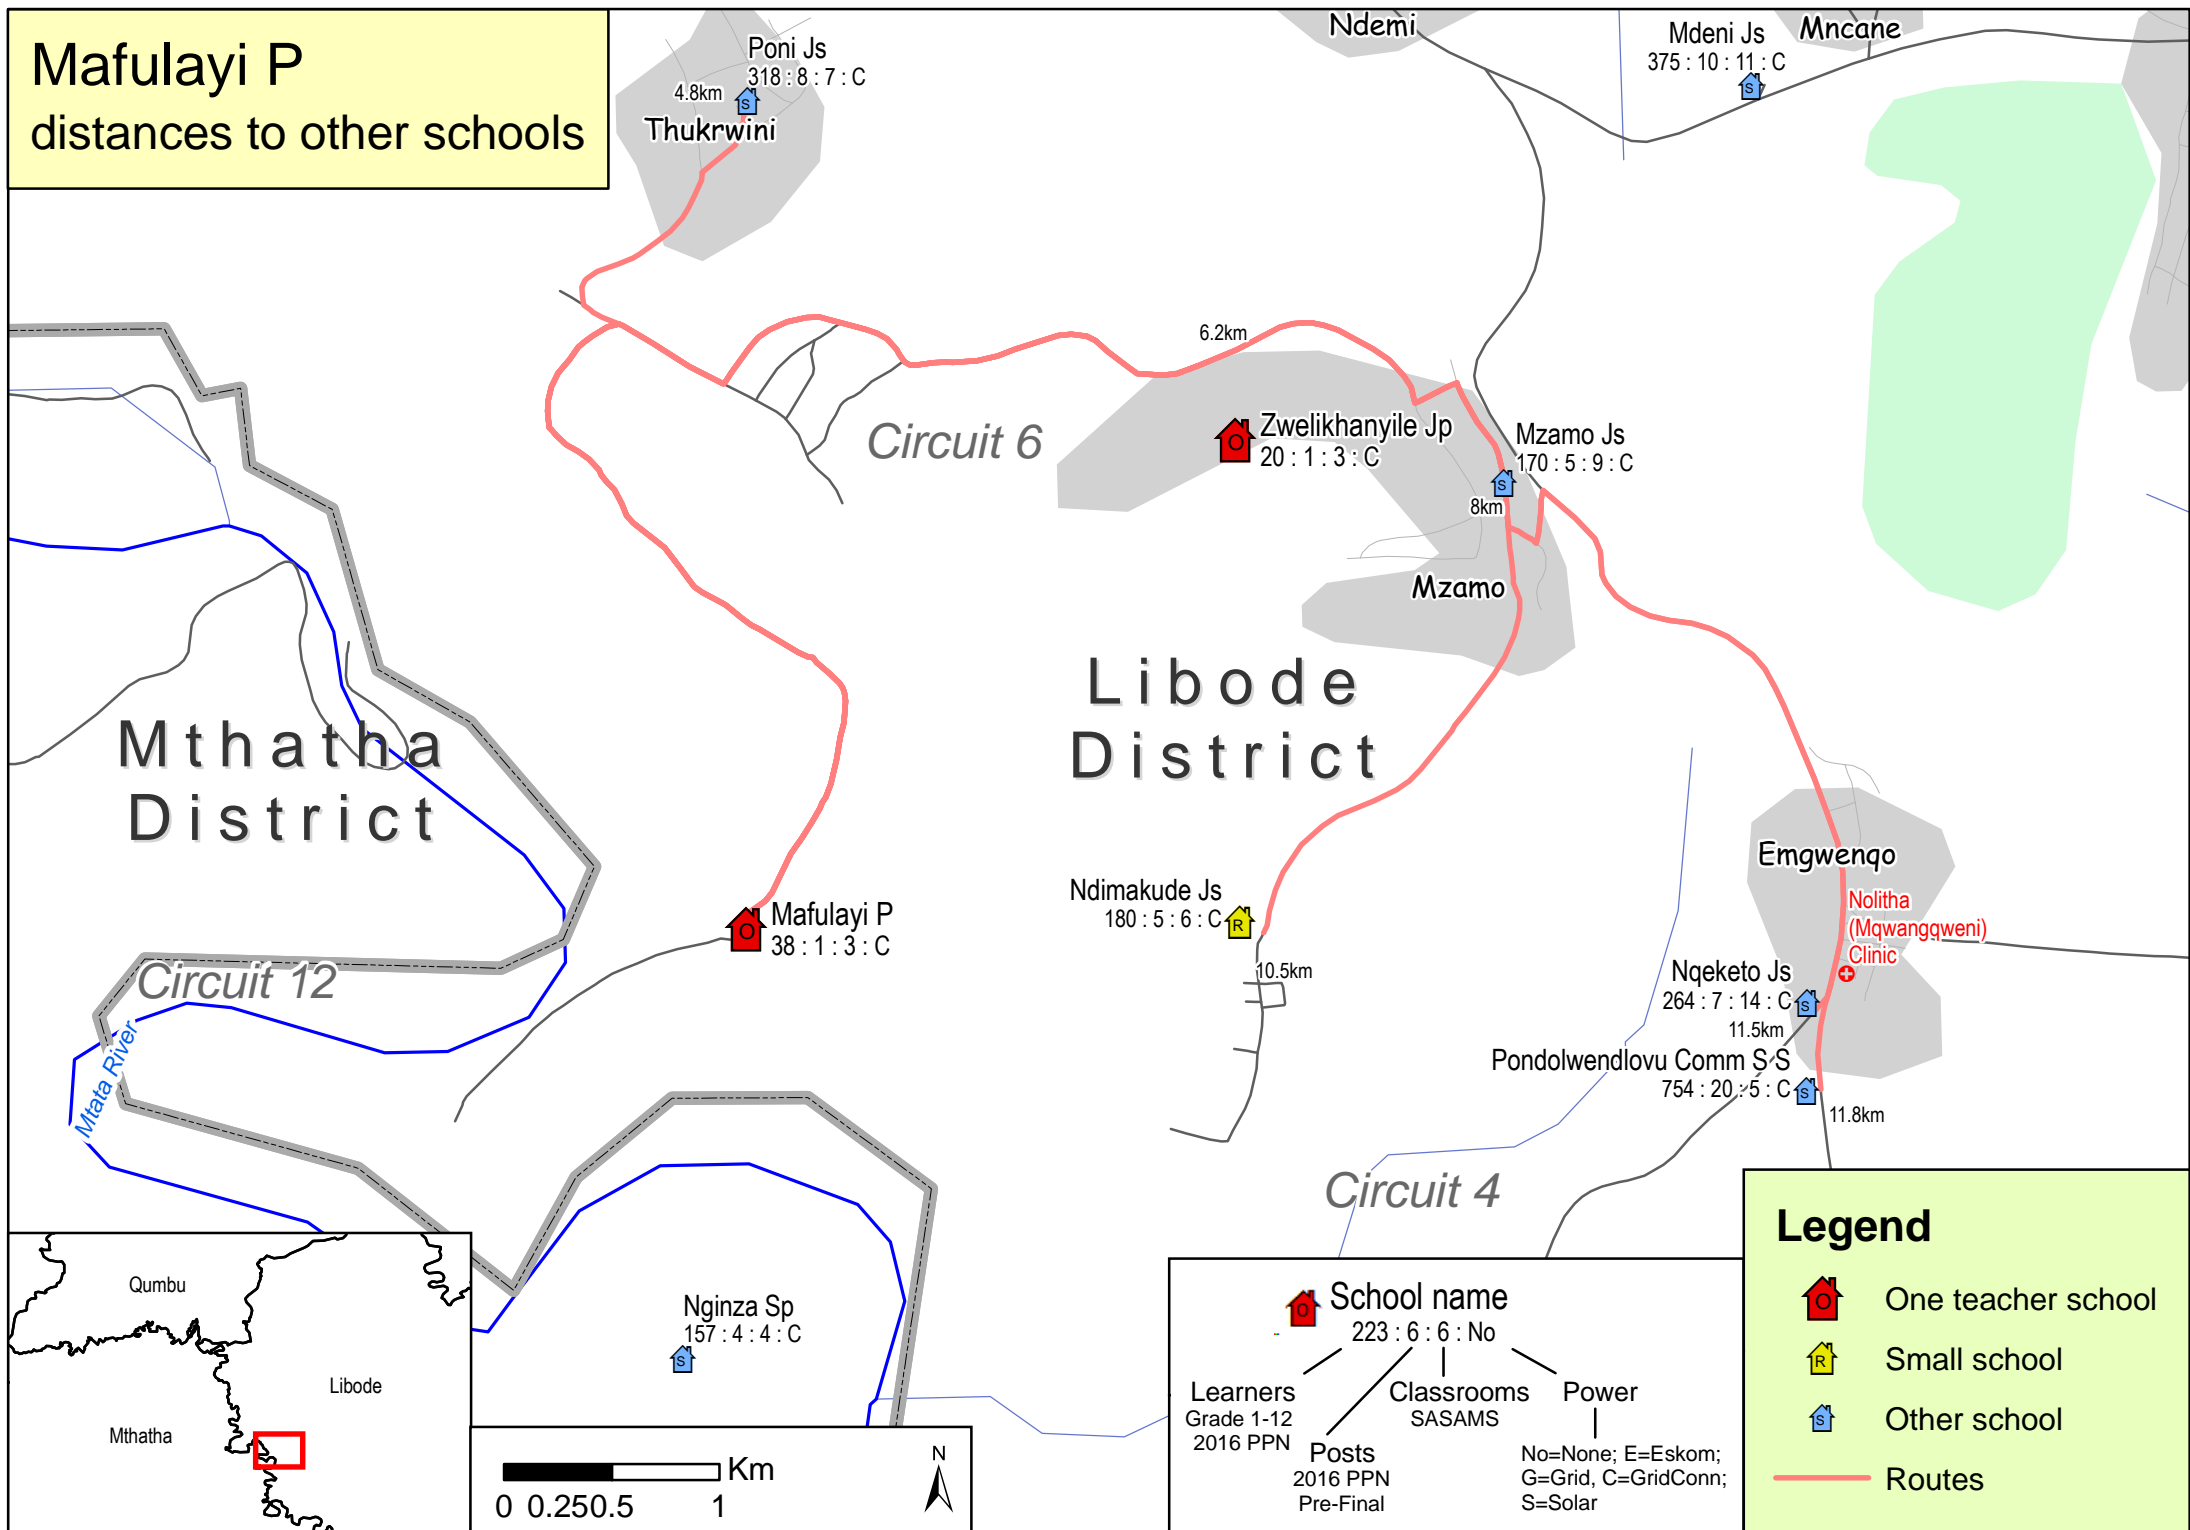 Mafulayi P
distances to other schools
Poni Js
318 : 8 : 7 : C
4.8km
Thukrwini
Ndemi
Mdeni Js
375 : 10 : 11 : C
Mncane
6.2km
Circuit 6
Zwelikhanyile Jp
20 : 1 : 3 : C
Mzamo Js
170 : 5 : 9 : C
8km
Mzamo
Libode
District
Mthatha
District
Emgwenqo
Nolitha
(Mqwangqweni)
Clinic
Ndimakude Js
180 : 5 : 6 : C
10.5km
Mafulayi P
38 : 1 : 3 : C
Circuit 12
Mtata River
Nqeketo Js
264 : 7 : 14 : C
11.5km
Pondolwendlovu Comm S S
754 : 20 : 5 : C
11.8km
Circuit 4
Nginza Sp
157 : 4 : 4 : C
Qumbu
Libode
Mthatha
Km
0 0.25 0.5 1
N
O School name
223 : 6 : 6 : No
Learners
Grade 1-12
2016 PPN
Posts
2016 PPN
Pre-Final
Classrooms
SASAMS
Power
No=None; E=Eskom;
G=Grid, C=GridConn;
S=Solar
Legend
O One teacher school
R Small school
S Other school
Routes